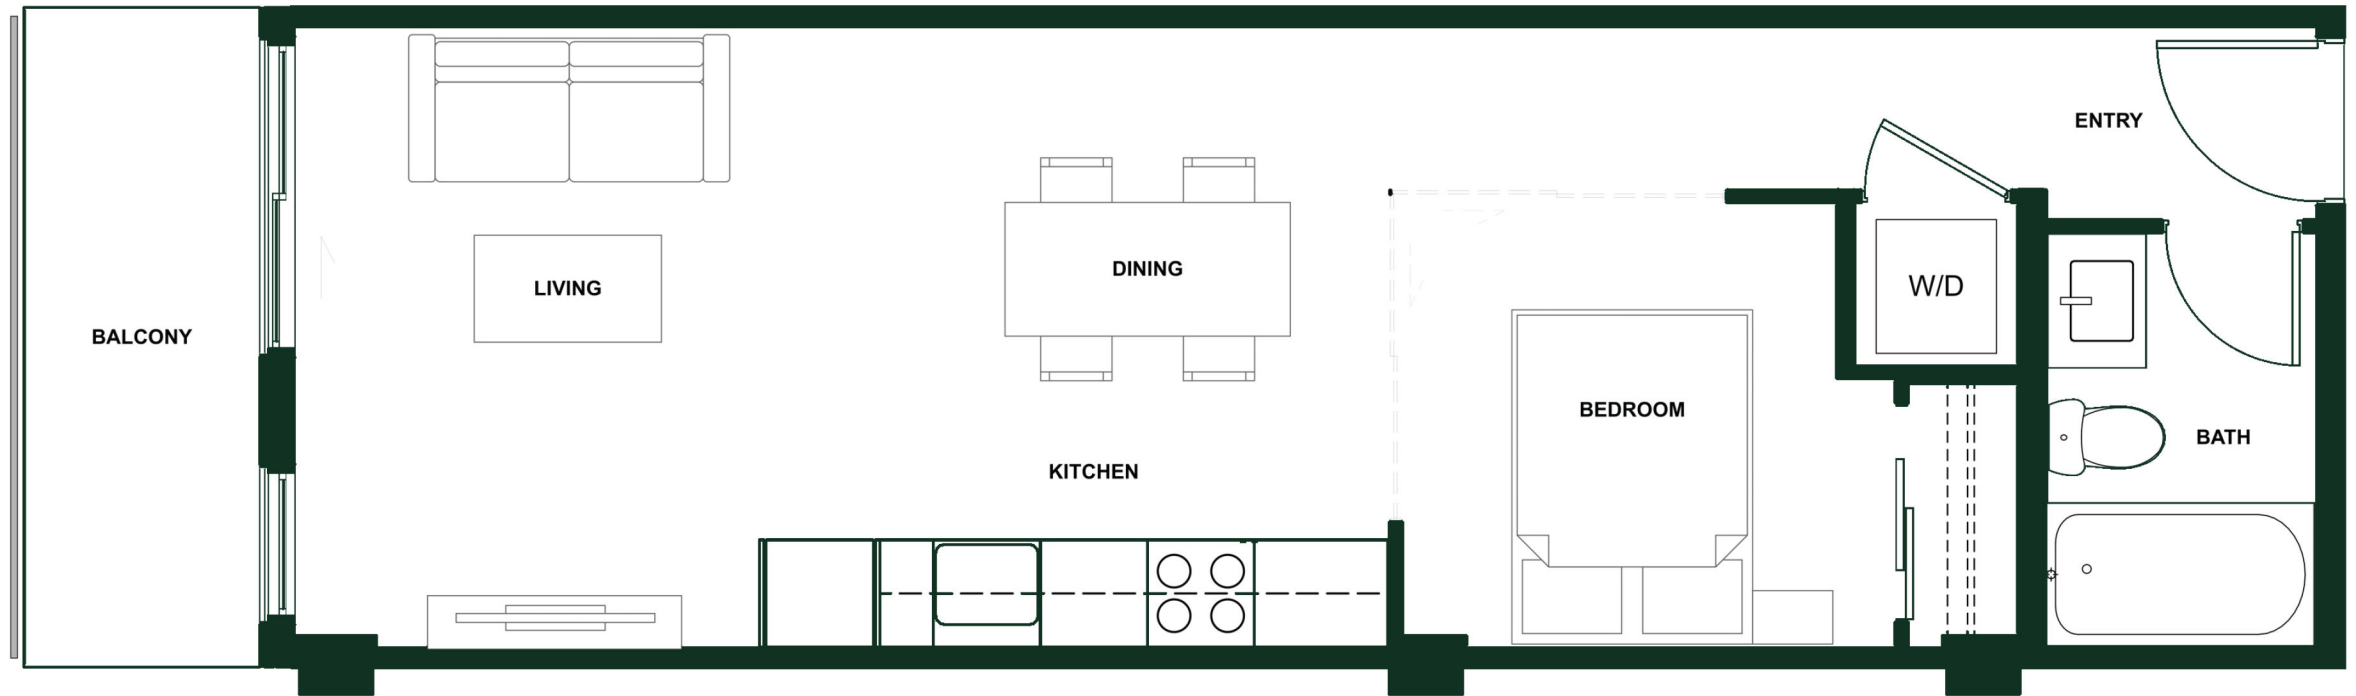 ENTRY
DINING
W/D
LIVING
BALCONY
BEDROOM
BATH
KITCHEN